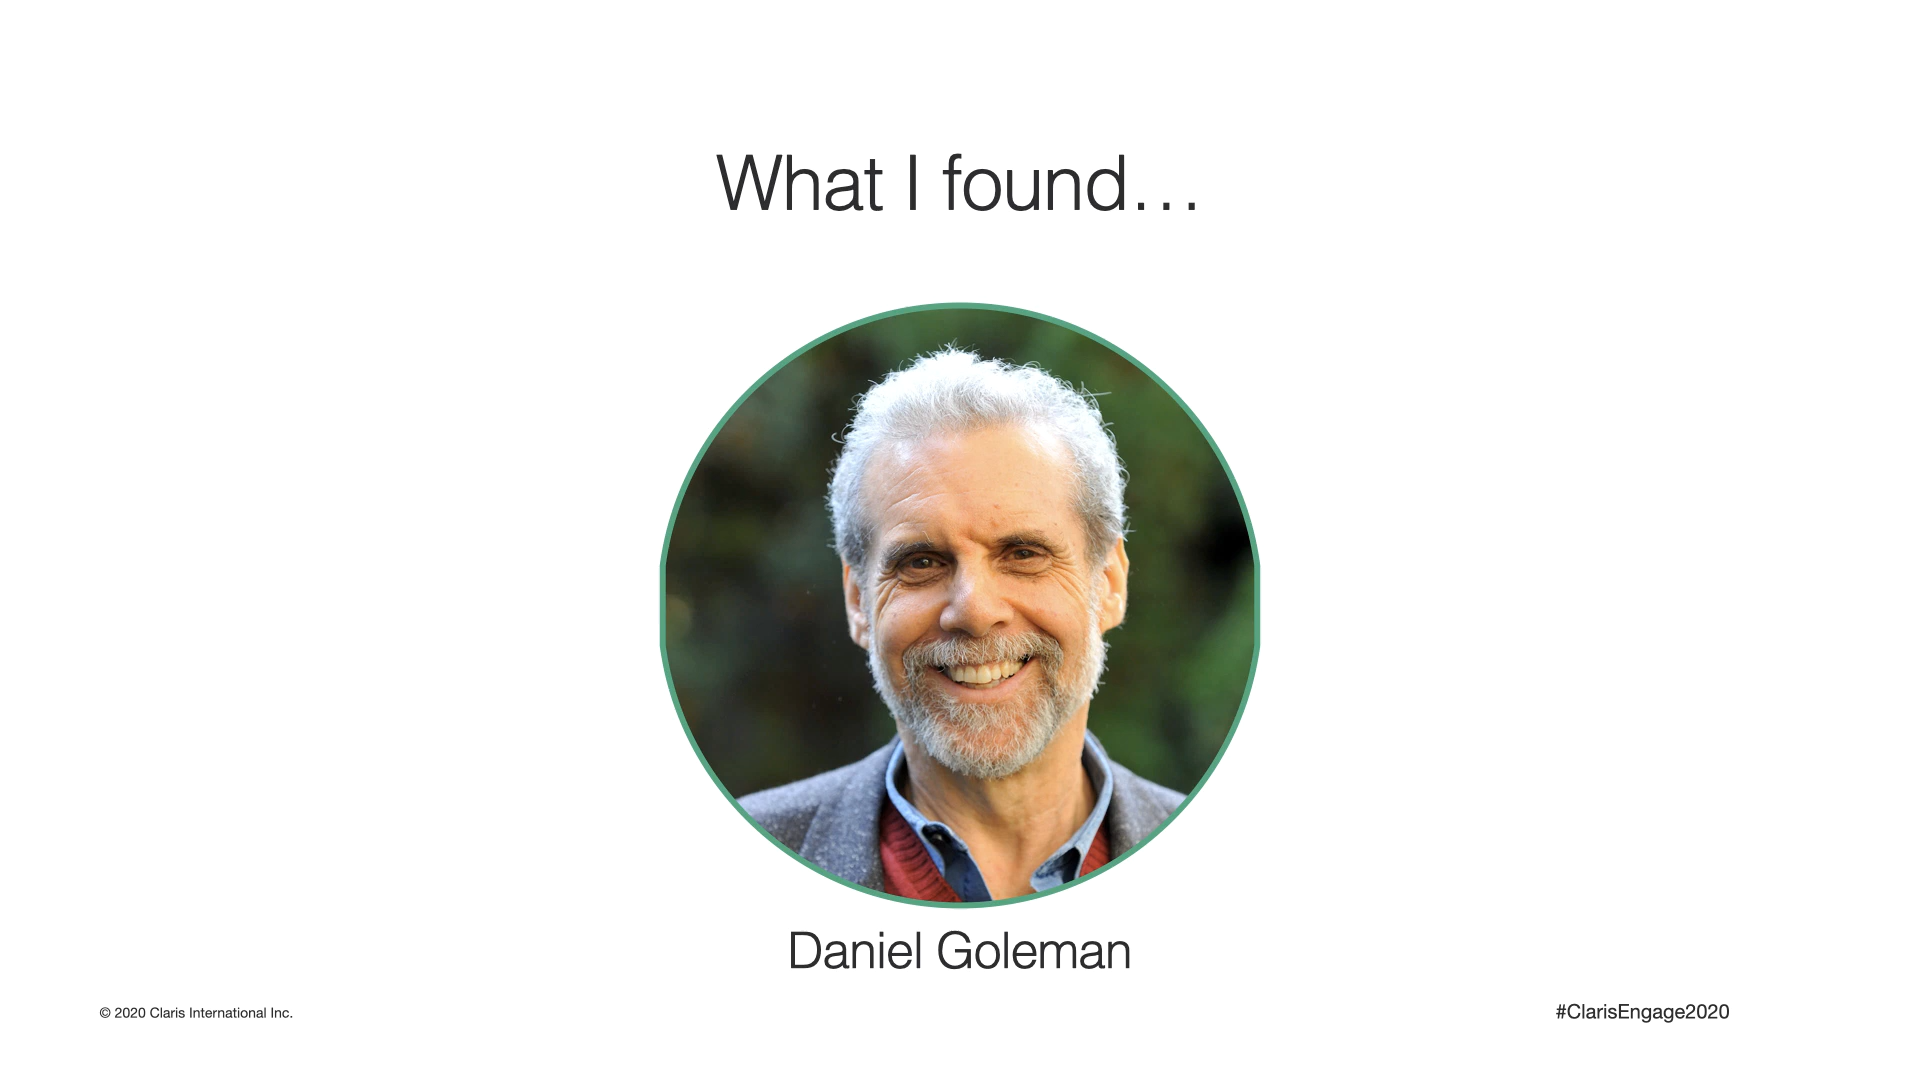 What I found…
Daniel Goleman
© 2020 Claris International Inc.
#ClarisEngage2020